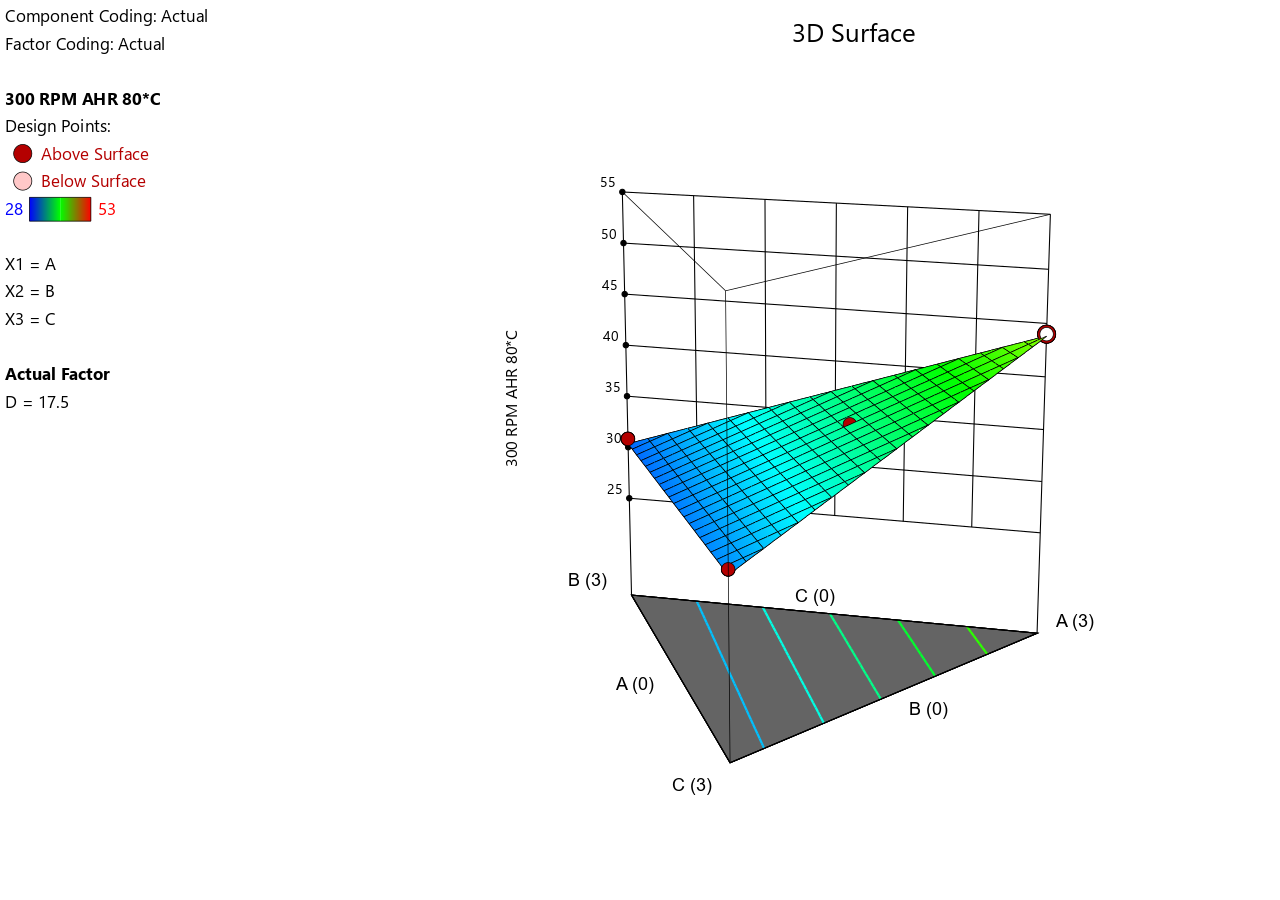 Component Coding: Actual
Factor Coding: Actual
3D Surface
300 RPM AHR 80*C
Design Points:
Above Surface
Below Surface
28 53
X1 = A
X2 = B
X3 = C
Actual Factor
D = 17.5
300 RPM AHR 80*C
55
50
45
40
35
30
25
B (3)
C (0)
A (3)
A (0)
B (0)
C (3)